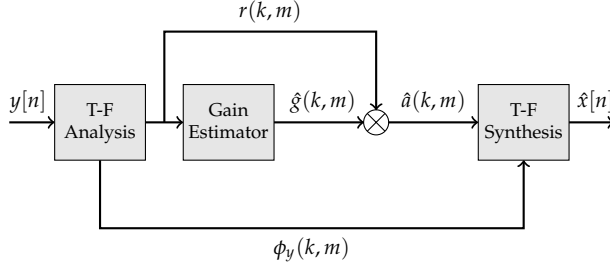 r(k, m)
y[n]
T-F
Analysis
Gain
Estimator
ĝ(k, m)
â(k, m)
T-F
Synthesis
x̂[n]
ϕ_y(k, m)